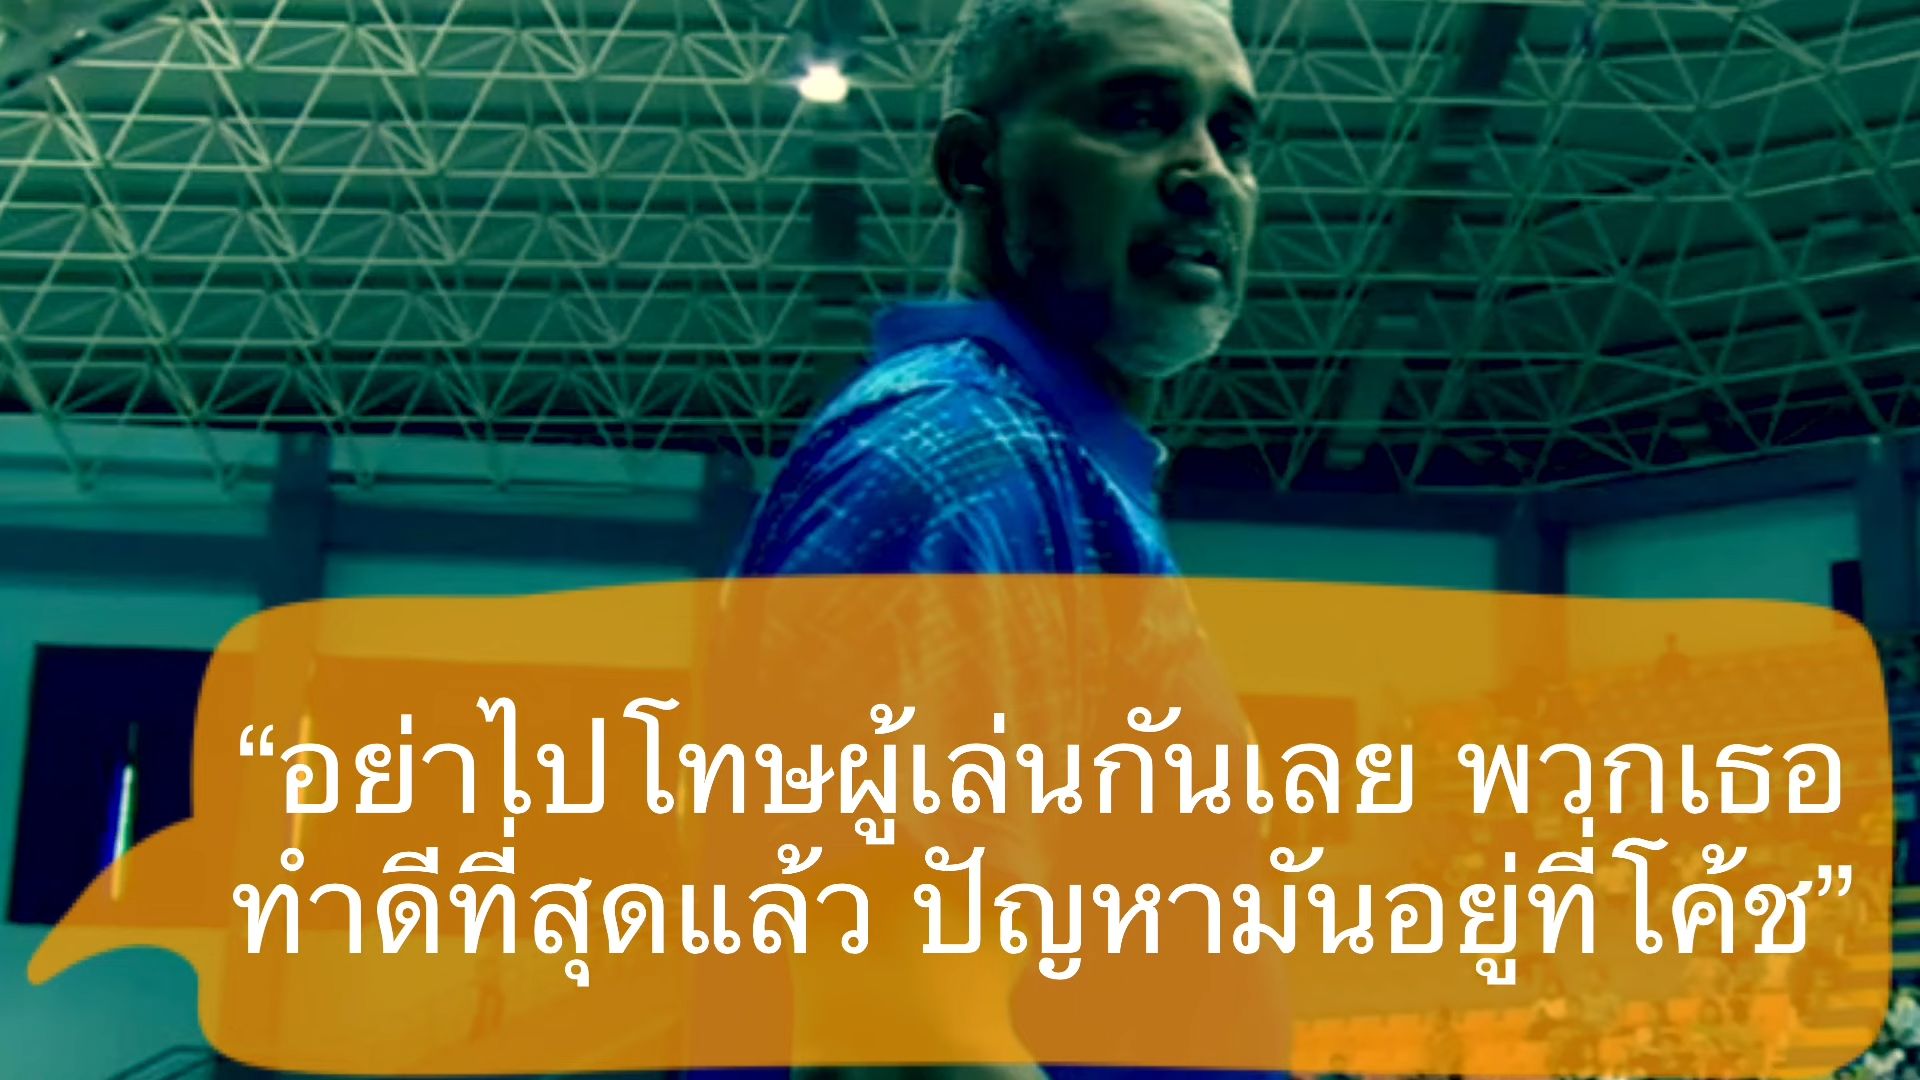 “อย่าไปโทษผู้เล่นกันเลย พวกเธอ
ทำดีที่สุดแล้ว ปัญหามันอยู่ที่โค้ช”